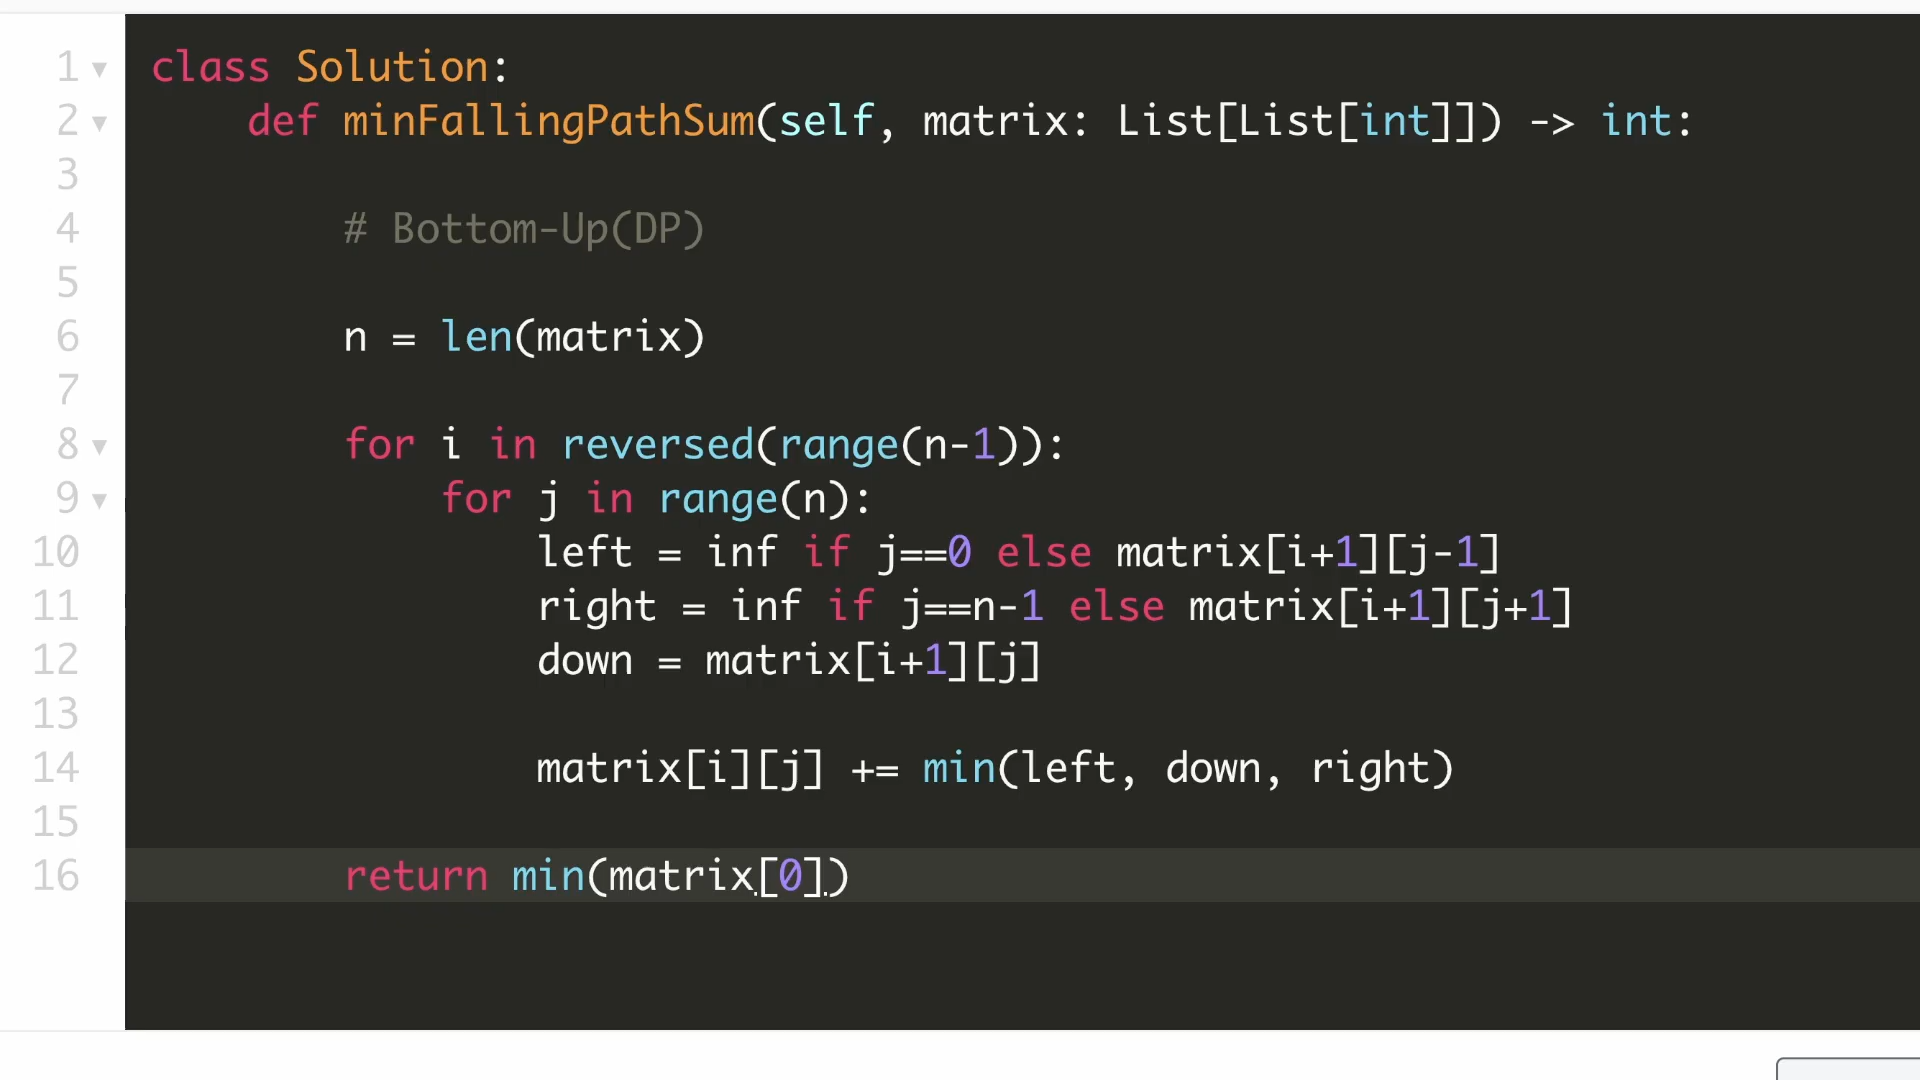 1 class Solution:
2 def minFallingPathSum(self, matrix: List[List[int]]) -> int:
3
4 # Bottom-Up(DP)
5
6 n = len(matrix)
7
8 for i in reversed(range(n-1)):
9 for j in range(n):
10 left = inf if j==0 else matrix[i+1][j-1]
11 right = inf if j==n-1 else matrix[i+1][j+1]
12 down = matrix[i+1][j]
13
14 matrix[i][j] += min(left, down, right)
15
16 return min(matrix[0])